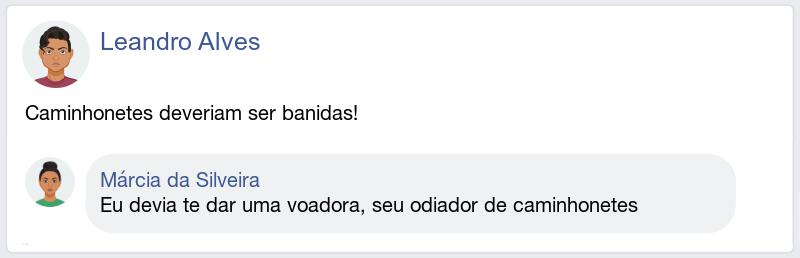 Leandro Alves
Caminhonetes deveriam ser banidas!
Márcia da Silveira
Eu devia te dar uma voadora, seu odiador de caminhonetes